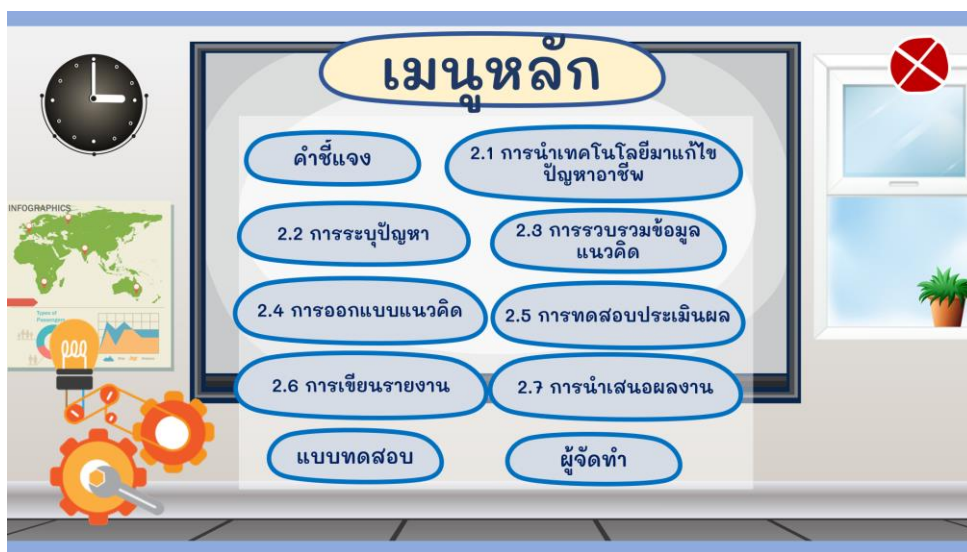 เมนูหลัก
คำชี้แจง
2.1 การนำเทคโนโลยีมาแก้ไข
ปัญหาอาชีพ
2.2 การระบุปัญหา
2.3 การรวบรวมข้อมูล
แนวคิด
2.4 การออกแบบแนวคิด
2.5 การทดสอบประเมินผล
2.6 การเขียนรายงาน
2.7 การนำเสนอผลงาน
แบบทดสอบ
ผู้จัดทำ
INFOGRAPHICS
Types of
Passengers